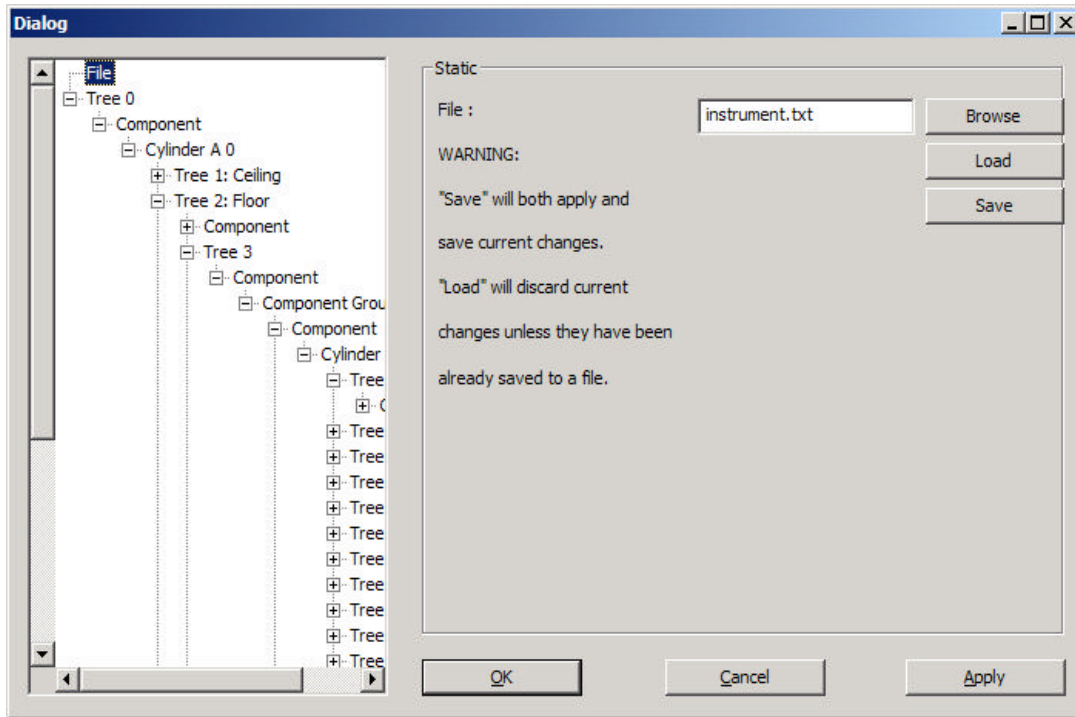 Dialog
File
Tree 0
Component
Cylinder A 0
Tree 1: Ceiling
Tree 2: Floor
Component
Tree 3
Component
Component Grou
Component
Cylinder
Tree
Tree
Tree
Tree
Tree
Tree
Tree
Tree
Tree
Tree
Tree
Static
File :
instrument.txt
Browse
WARNING:
Load
"Save" will both apply and
Save
save current changes.
"Load" will discard current
changes unless they have been
already saved to a file.
OK
Cancel
Apply